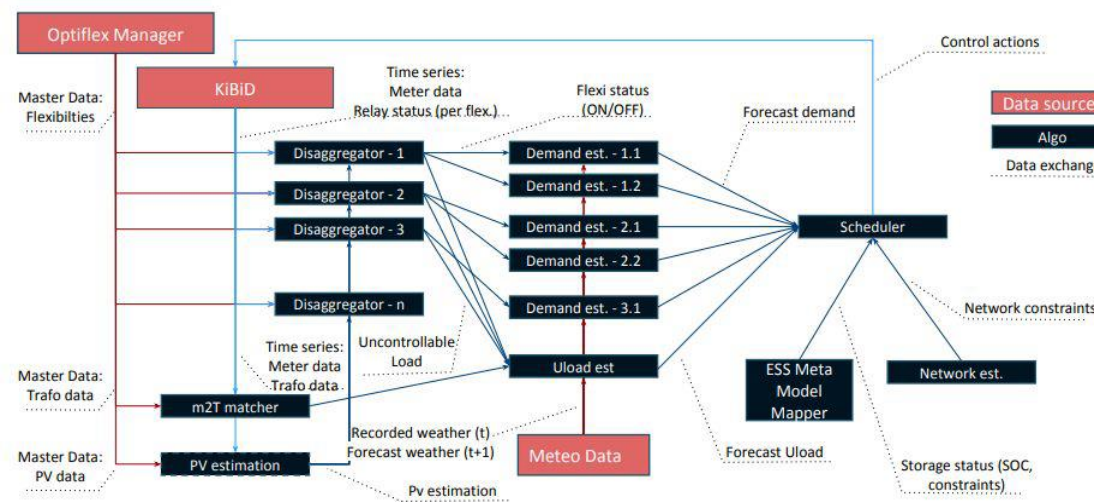 Optiflex Manager
KiBiD
Master Data:
Flexibilties
Time series:
Meter data
Relay status (per flex.)
Flexi status
(ON/OFF)
Forecast demand
Control actions
Data source
Algo
Data exchang
Disaggregator - 1
Disaggregator - 2
Disaggregator - 3
Disaggregator - n
Demand est. - 1.1
Demand est. - 1.2
Demand est. - 2.1
Demand est. - 2.2
Demand est. - 3.1
Uload est
Scheduler
Network constraints
Uncontrollable
Load
Time series:
Meter data
Trafo data
Master Data:
Trafo data
m2T matcher
ESS Meta
Model
Mapper
Network est.
Recorded weather (t)
Forecast weather (t+1)
Meteo Data
Forecast Uload
Master Data:
PV data
PV estimation
Pv estimation
Storage status (SOC,
constraints)